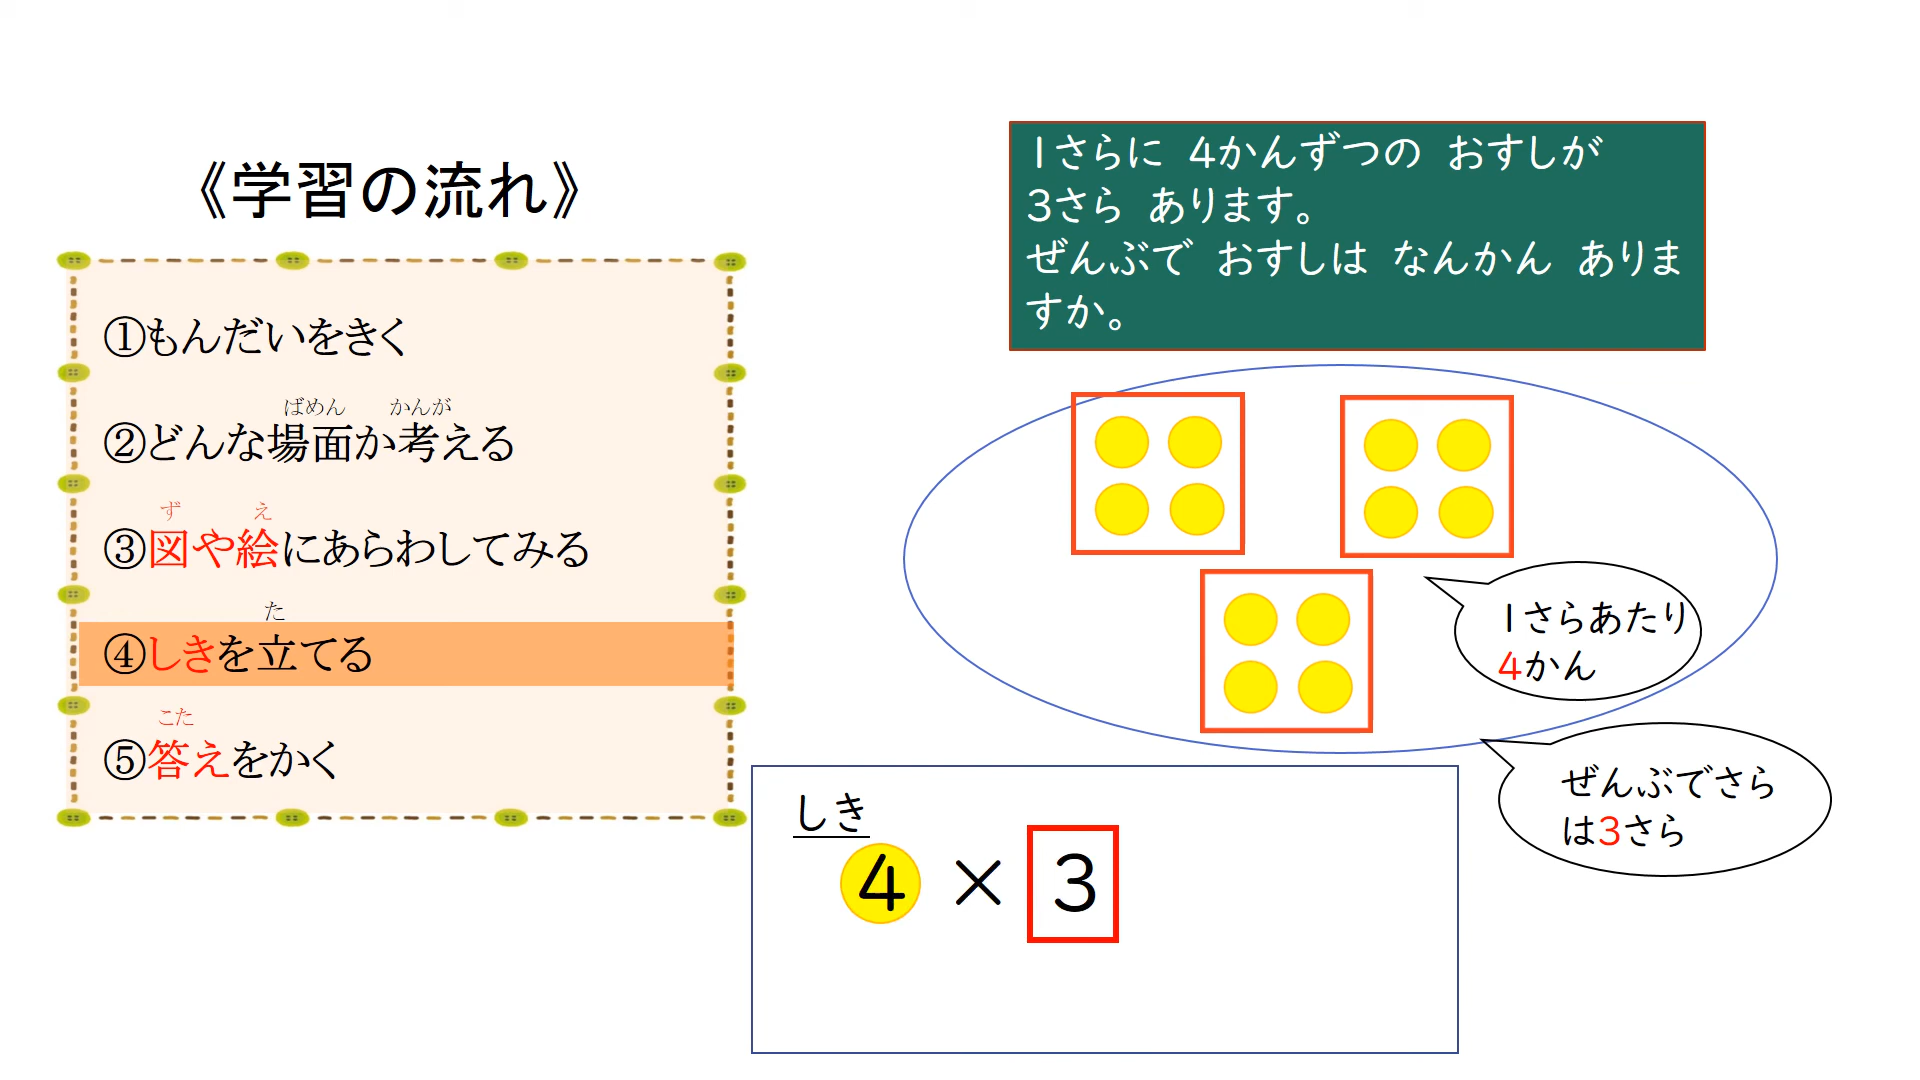 《学習の流れ》
①もんだいをきく
ばめん かんが
②どんな場面か考える
ず え
③図や絵にあらわしてみる
た
④しきを立てる
こた
⑤答えをかく
1さらに 4かんずつの おすしが
3さら あります。
ぜんぶで おすしは なんかん ありま
すか。
1さらあたり
4かん
ぜんぶでさら
は3さら
しき
4 × 3